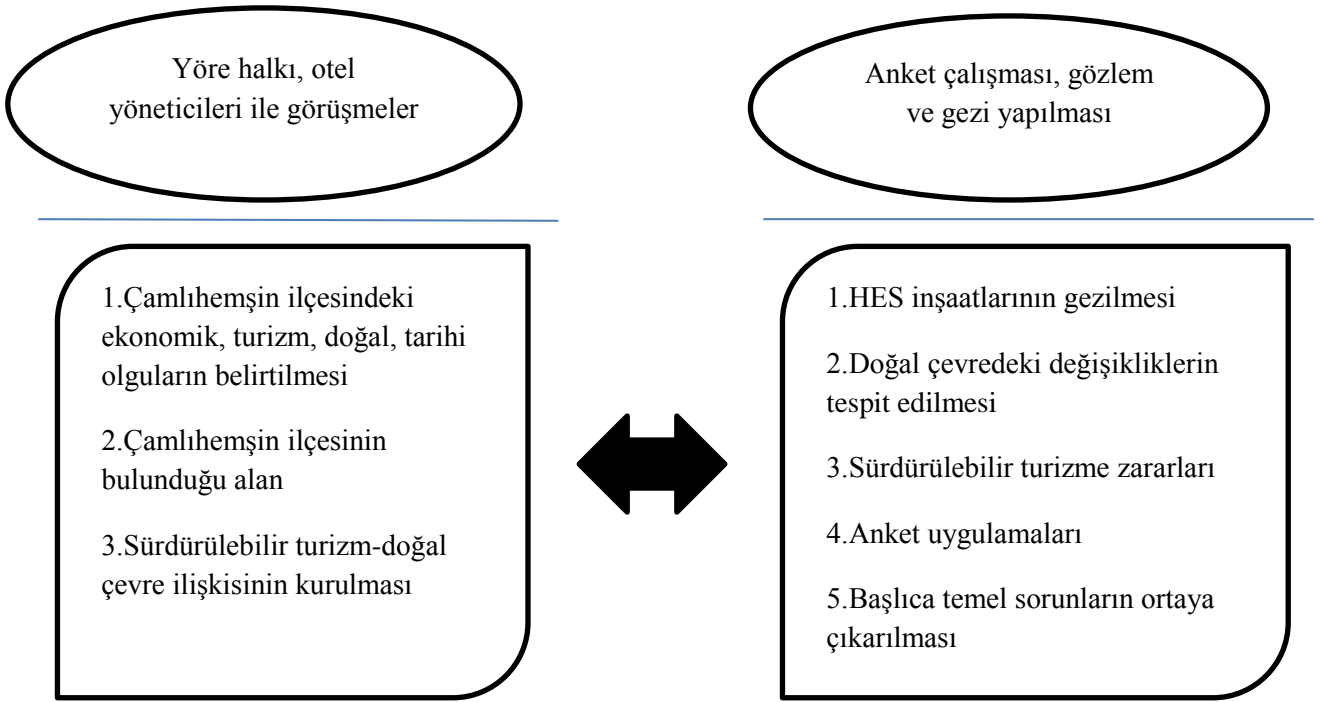 Yöre halkı, otel
yöneticileri ile görüşmeler
Anket çalışması, gözlem
ve gezi yapılması
1.Çamlıhemşin ilçesindeki
ekonomik, turizm, doğal, tarihi
olguların belirtilmesi
2.Çamlıhemşin ilçesinin
bulunduğu alan
3.Sürdürülebilir turizm-doğal
çevre ilişkisinin kurulması
1.HES inşaatlarının gezilmesi
2.Doğal çevredeki değişikliklerin
tespit edilmesi
3.Sürdürülebilir turizme zararları
4.Anket uygulamaları
5.Başlıca temel sorunların ortaya
çıkarılması